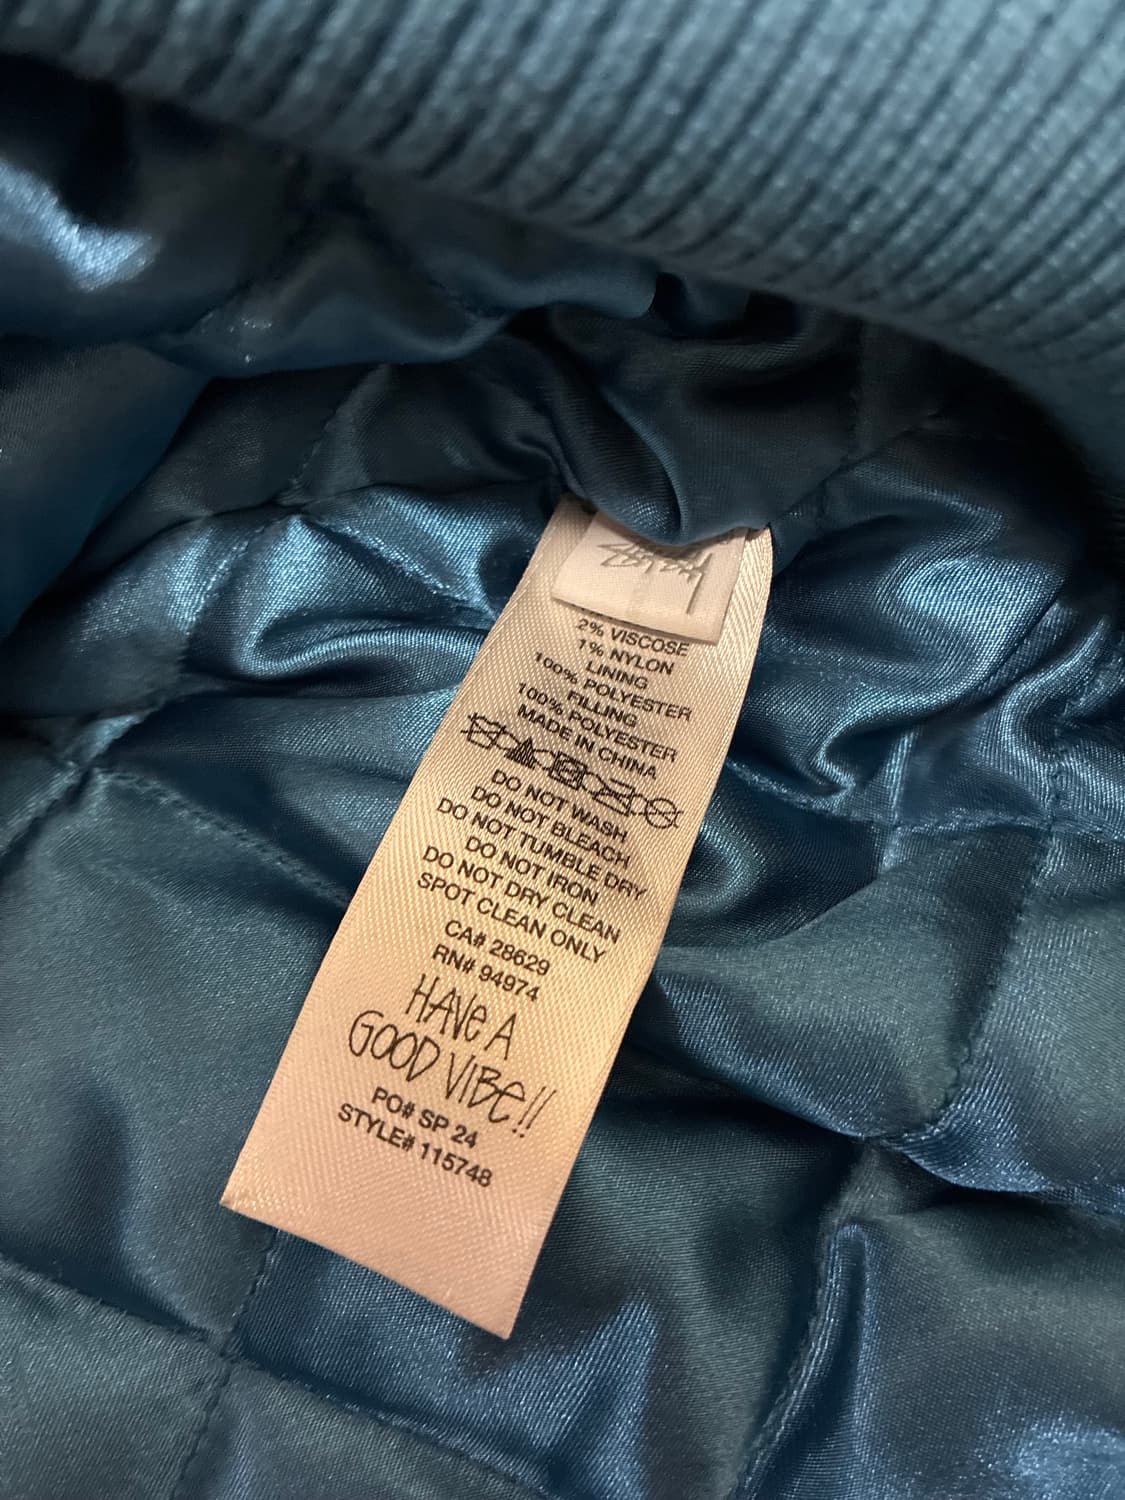 2% VISCOSE
1% NYLON
LINING
100% POLYESTER
FILLING
100% POLYESTER
MADE IN CHINA
DO NOT WASH
DO NOT BLEACH
DO NOT TUMBLE DRY
DO NOT IRON
DO NOT DRY CLEAN
SPOT CLEAN ONLY
CA# 28629
RN# 94974
HAVE A
GOOD VIBE!!
PO# SP 24
STYLE# 115748